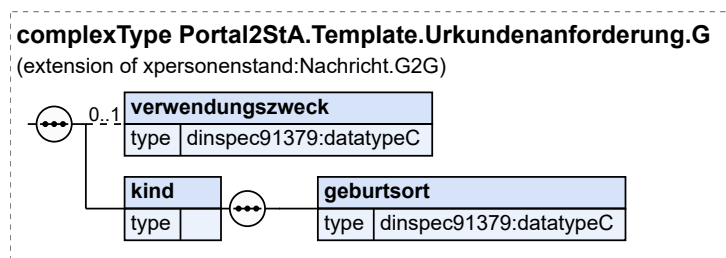 complexType Portal2StA.Template.Urkundenanforderung.G
(extension of xpersonenstand:Nachricht.G2G)
0..1
verwendungszweck
type dinspec91379:datatypeC
kind geburtsort
type type dinspec91379:datatypeC